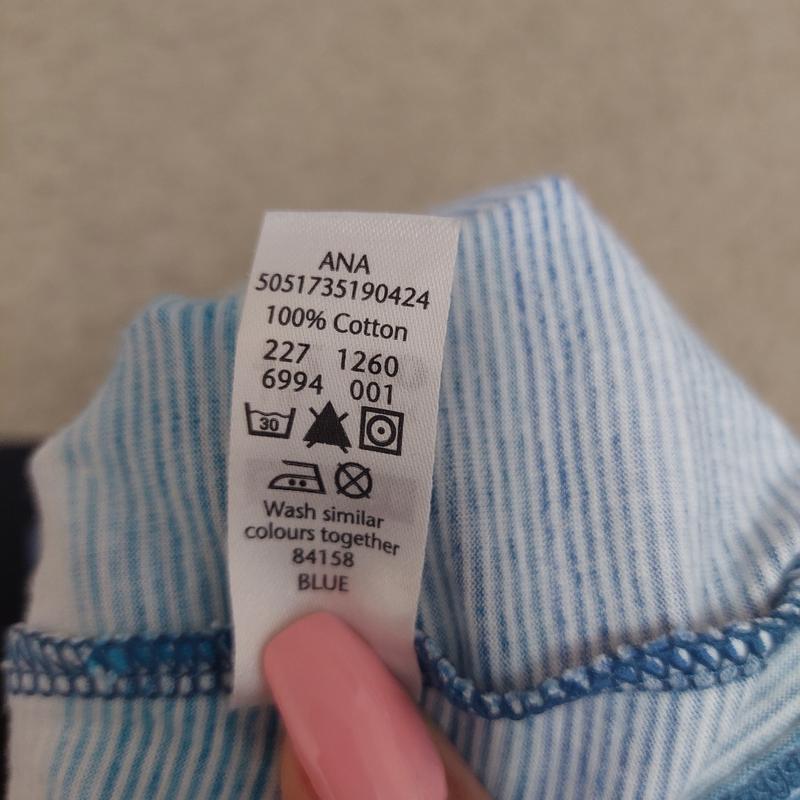 ANA
5051735190424
100% Cotton
227 1260
6994 001
30
Wash similar
colours together
84158
BLUE